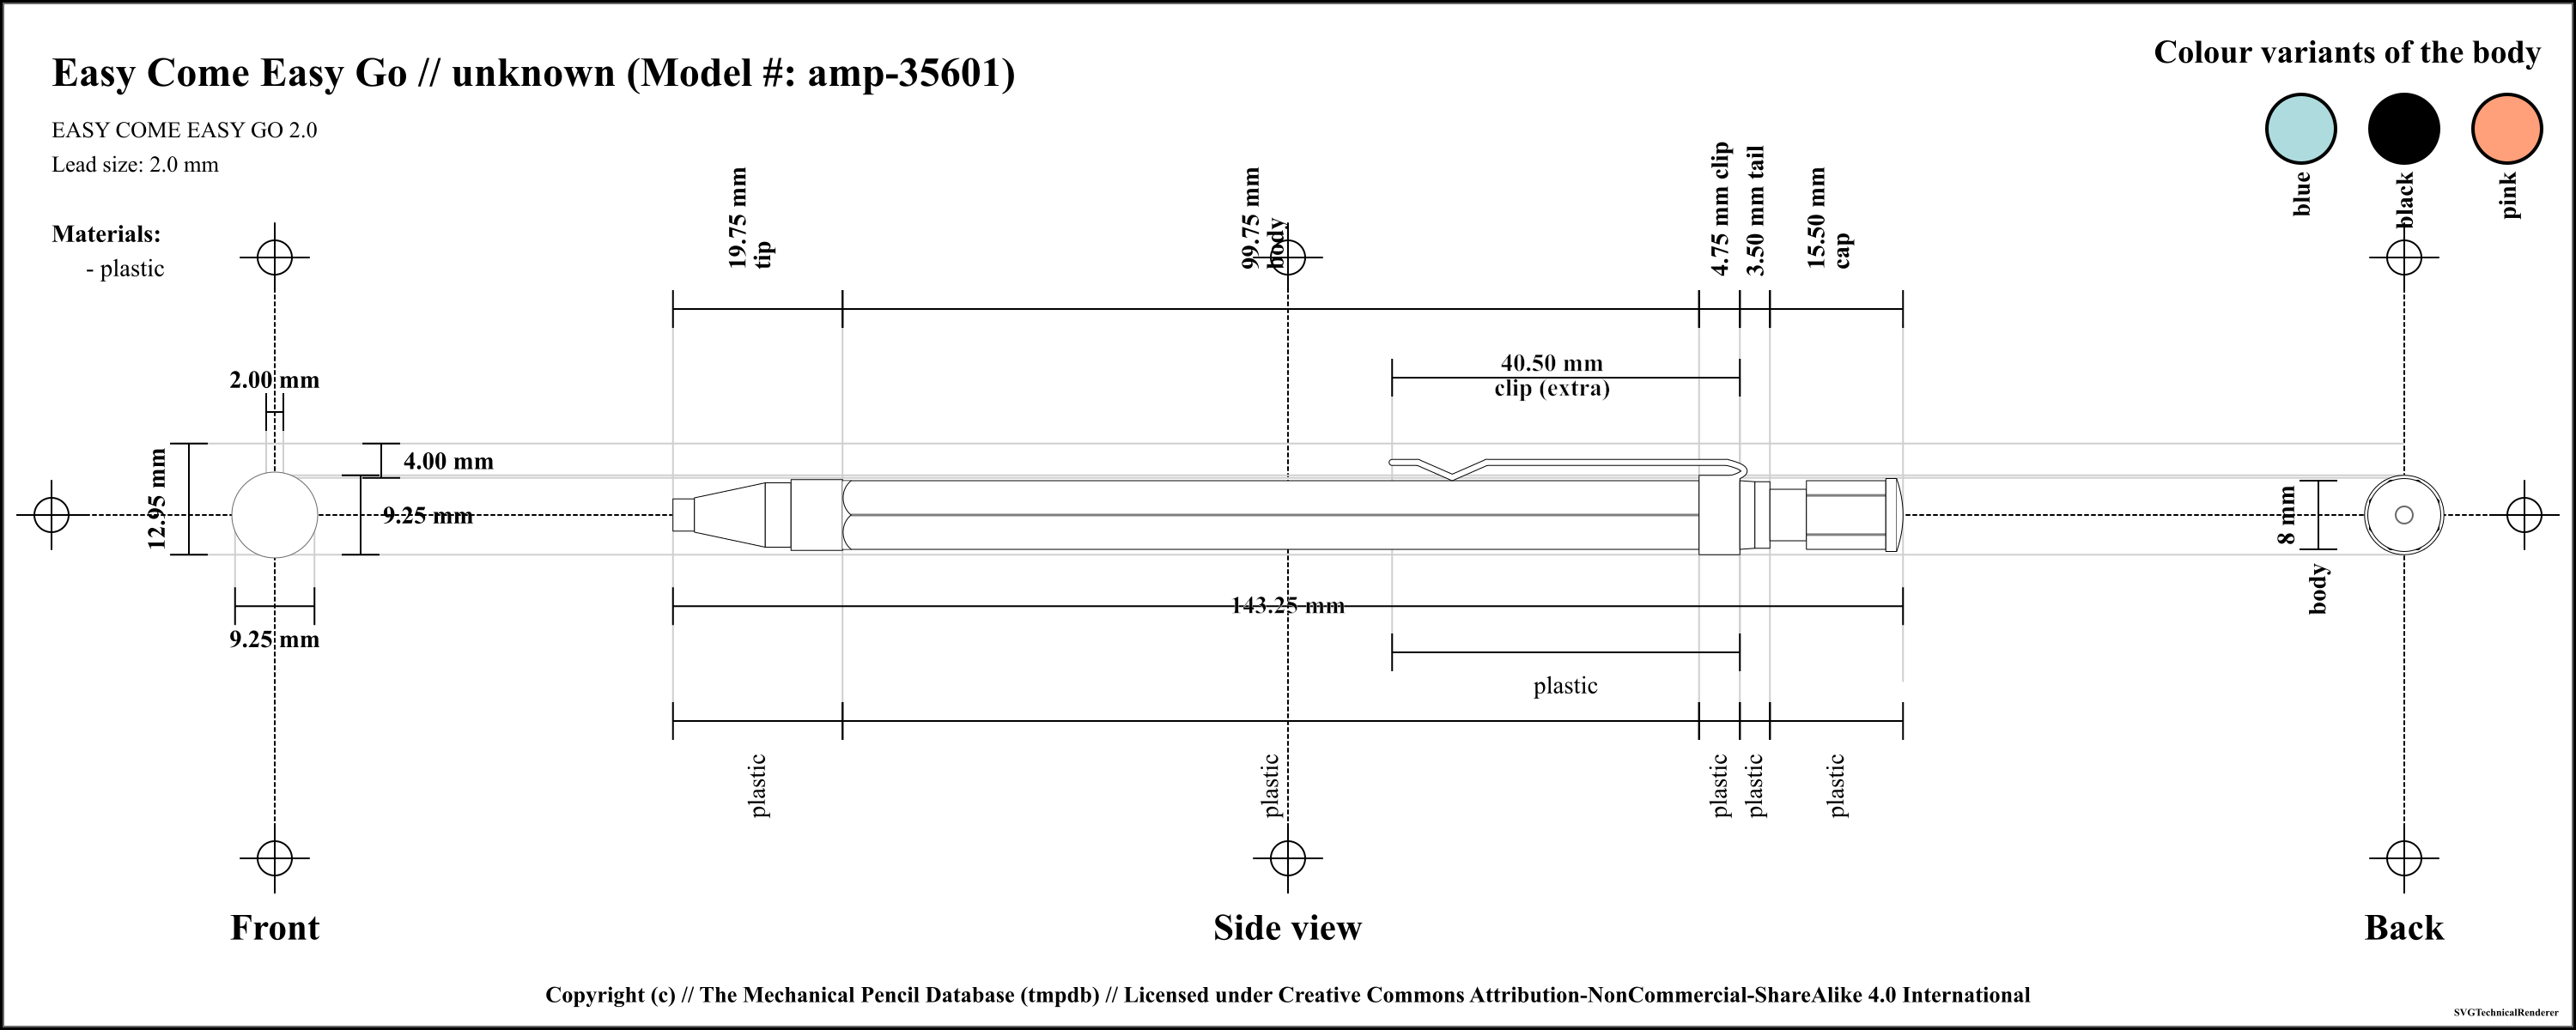 Easy Come Easy Go // unknown (Model #: amp-35601)
EASY COME EASY GO 2.0
Lead size: 2.0 mm
Materials:
- plastic
Colour variants of the body
blue
black
pink
19.75 mm
tip
99.75 mm
body
4.75 mm clip
3.50 mm tail
15.50 mm
cap
40.50 mm
clip (extra)
2.00 mm
4.00 mm
12.95 mm
9.25 mm
9.25 mm
8 mm
body
143.25 mm
plastic
plastic
plastic
plastic
plastic
plastic
Front
Side view
Back
Copyright (c) // The Mechanical Pencil Database (tmpdb) // Licensed under Creative Commons Attribution-NonCommercial-ShareAlike 4.0 International
SVGTechnicalRenderer